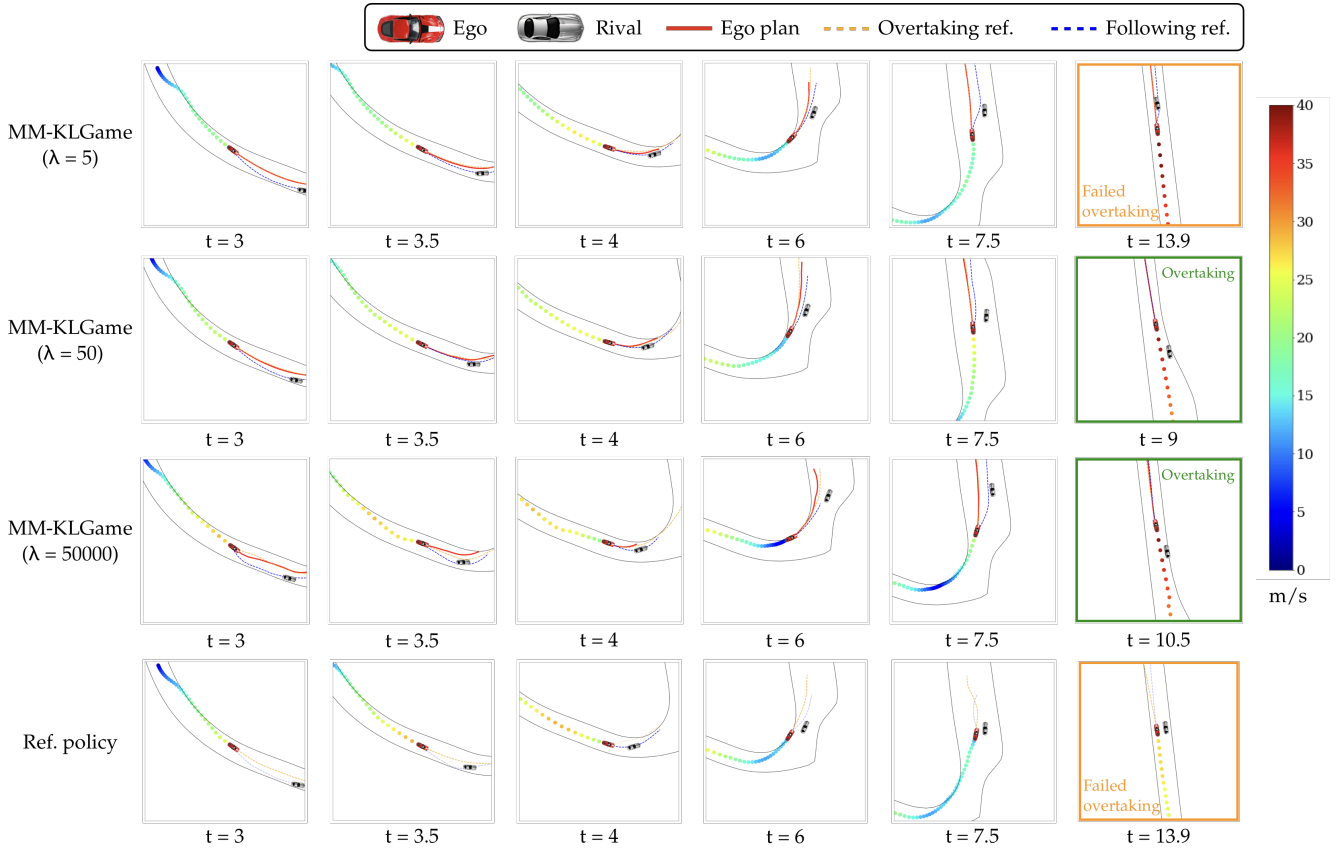 Ego Rival Ego plan Overtaking ref. Following ref.
MM-KLGame
(λ = 5)
Failed
overtaking
t = 3 t = 3.5 t = 4 t = 6 t = 7.5 t = 13.9
MM-KLGame
(λ = 50)
Overtaking
t = 3 t = 3.5 t = 4 t = 6 t = 7.5 t = 9
MM-KLGame
(λ = 50000)
Overtaking
t = 3 t = 3.5 t = 4 t = 6 t = 7.5 t = 10.5
Ref. policy
Failed
overtaking
t = 3 t = 3.5 t = 4 t = 6 t = 7.5 t = 13.9
40
35
30
25
20
15
10
5
0
m/s